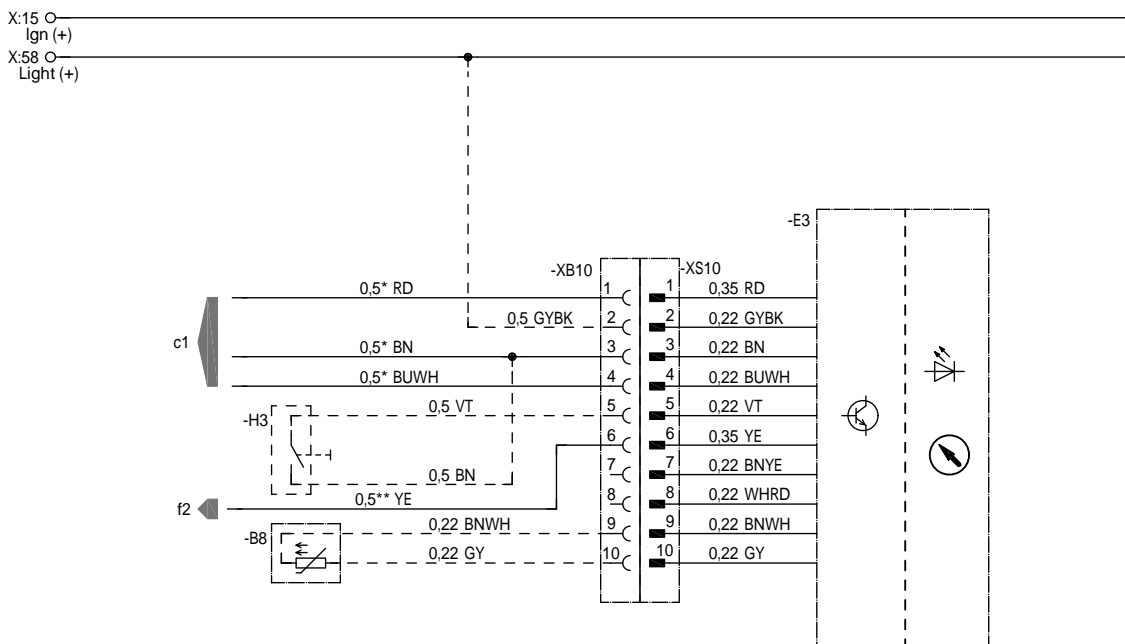 X:15
Ign (+)
X:58
Light (+)
-E3
-XB10
-XS10
0,5* RD
1
1
0,35 RD
0,5 GYBK
2
2
0,22 GYBK
c1
0,5* BN
3
3
0,22 BN
0,5* BUWH
4
4
0,22 BUWH
-H3
0,5 VT
5
5
0,22 VT
6
6
0,35 YE
0,5 BN
7
7
0,22 BNYE
f2
0,5** YE
8
8
0,22 WHRD
-B8
0,22 BNWH
9
9
0,22 BNWH
0,22 GY
10
10
0,22 GY